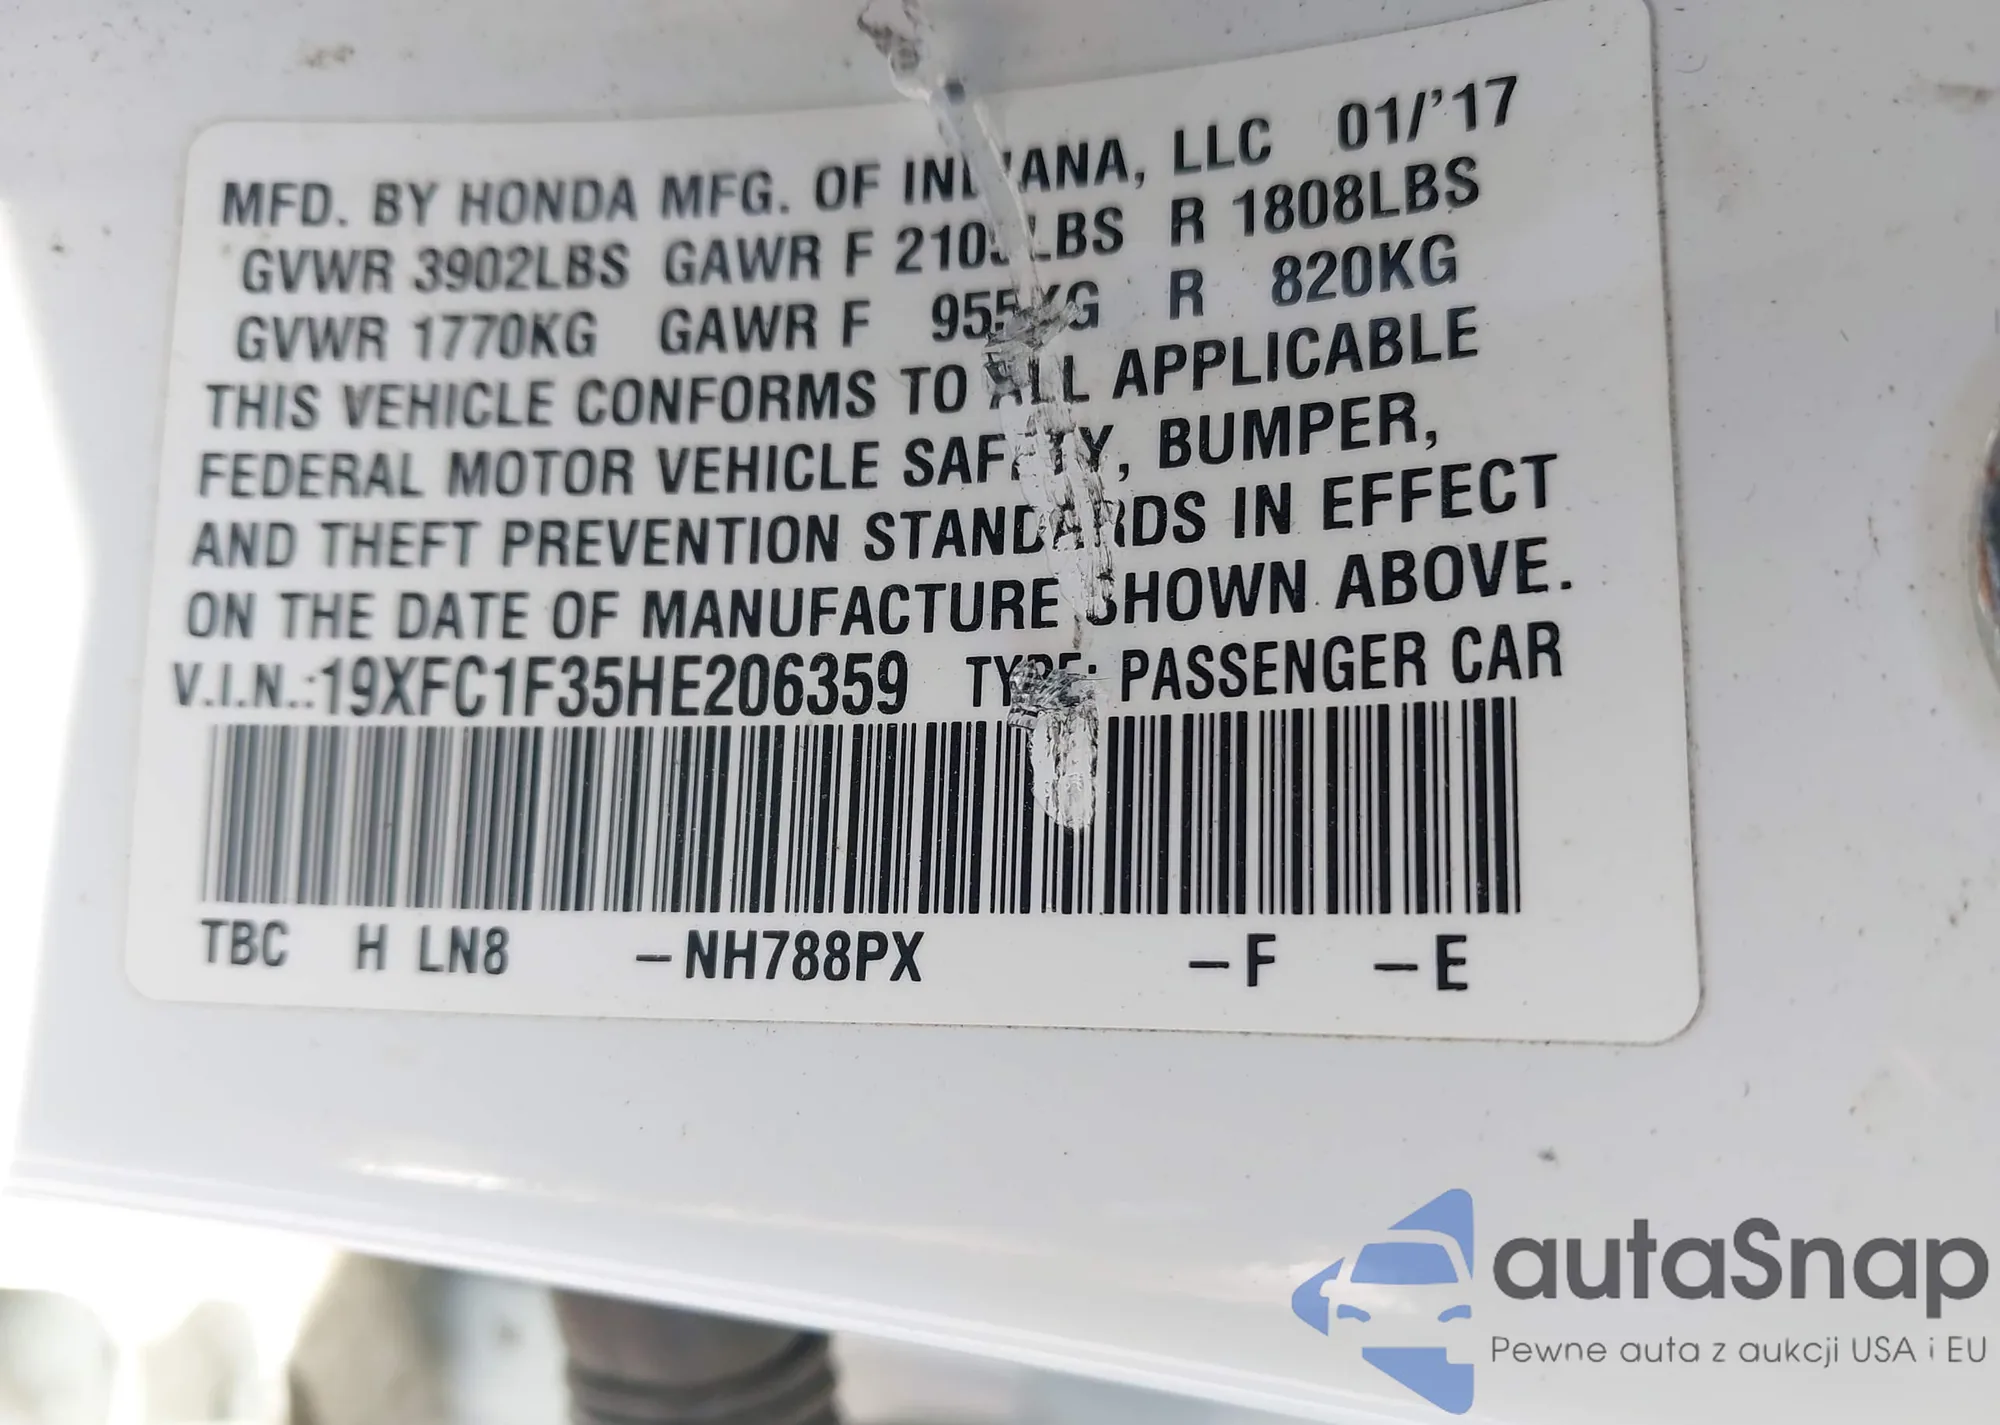 MFD. BY HONDA MFG. OF INDIANA, LLC 01/'17
GVWR 3902LBS GAWR F 2105LBS R 1808LBS
GVWR 1770KG GAWR F 955KG R 820KG
THIS VEHICLE CONFORMS TO ALL APPLICABLE
FEDERAL MOTOR VEHICLE SAFETY, BUMPER,
AND THEFT PREVENTION STANDARDS IN EFFECT
ON THE DATE OF MANUFACTURE SHOWN ABOVE.
V.I.N.:19XFC1F35HE206359 TYPE: PASSENGER CAR
TBC H LN8 –NH788PX –F –E
autaSnap
Pewne auta z aukcji USA i EU